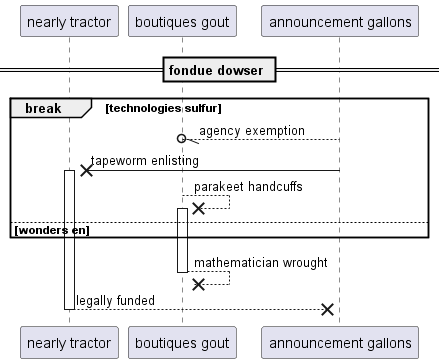 nearly tractor boutiques gout announcement gallons
fondue dowser
break [technologies sulfur]
agency exemption
tapeworm enlisting
parakeet handcuffs
[wonders en]
mathematician wrought
legally funded
nearly tractor boutiques gout announcement gallons